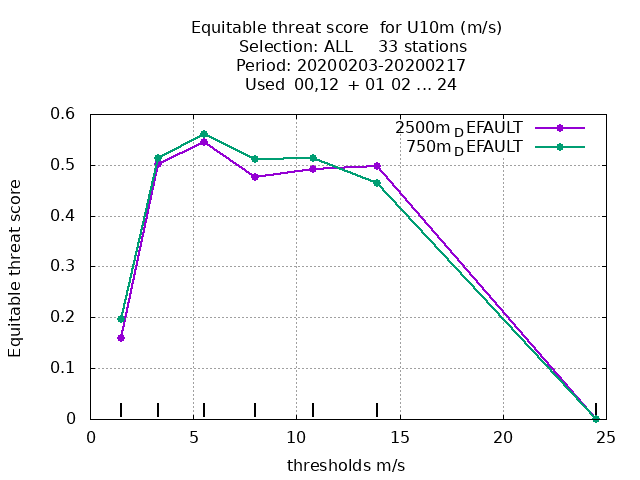 Equitable threat score for U10m (m/s)
Selection: ALL 33 stations
Period: 20200203-20200217
Used 00,12 + 01 02 ... 24
2500m_DEFAULT
750m_DEFAULT
Equitable threat score
0.6
0.5
0.4
0.3
0.2
0.1
0
0 5 10 15 20 25
thresholds m/s